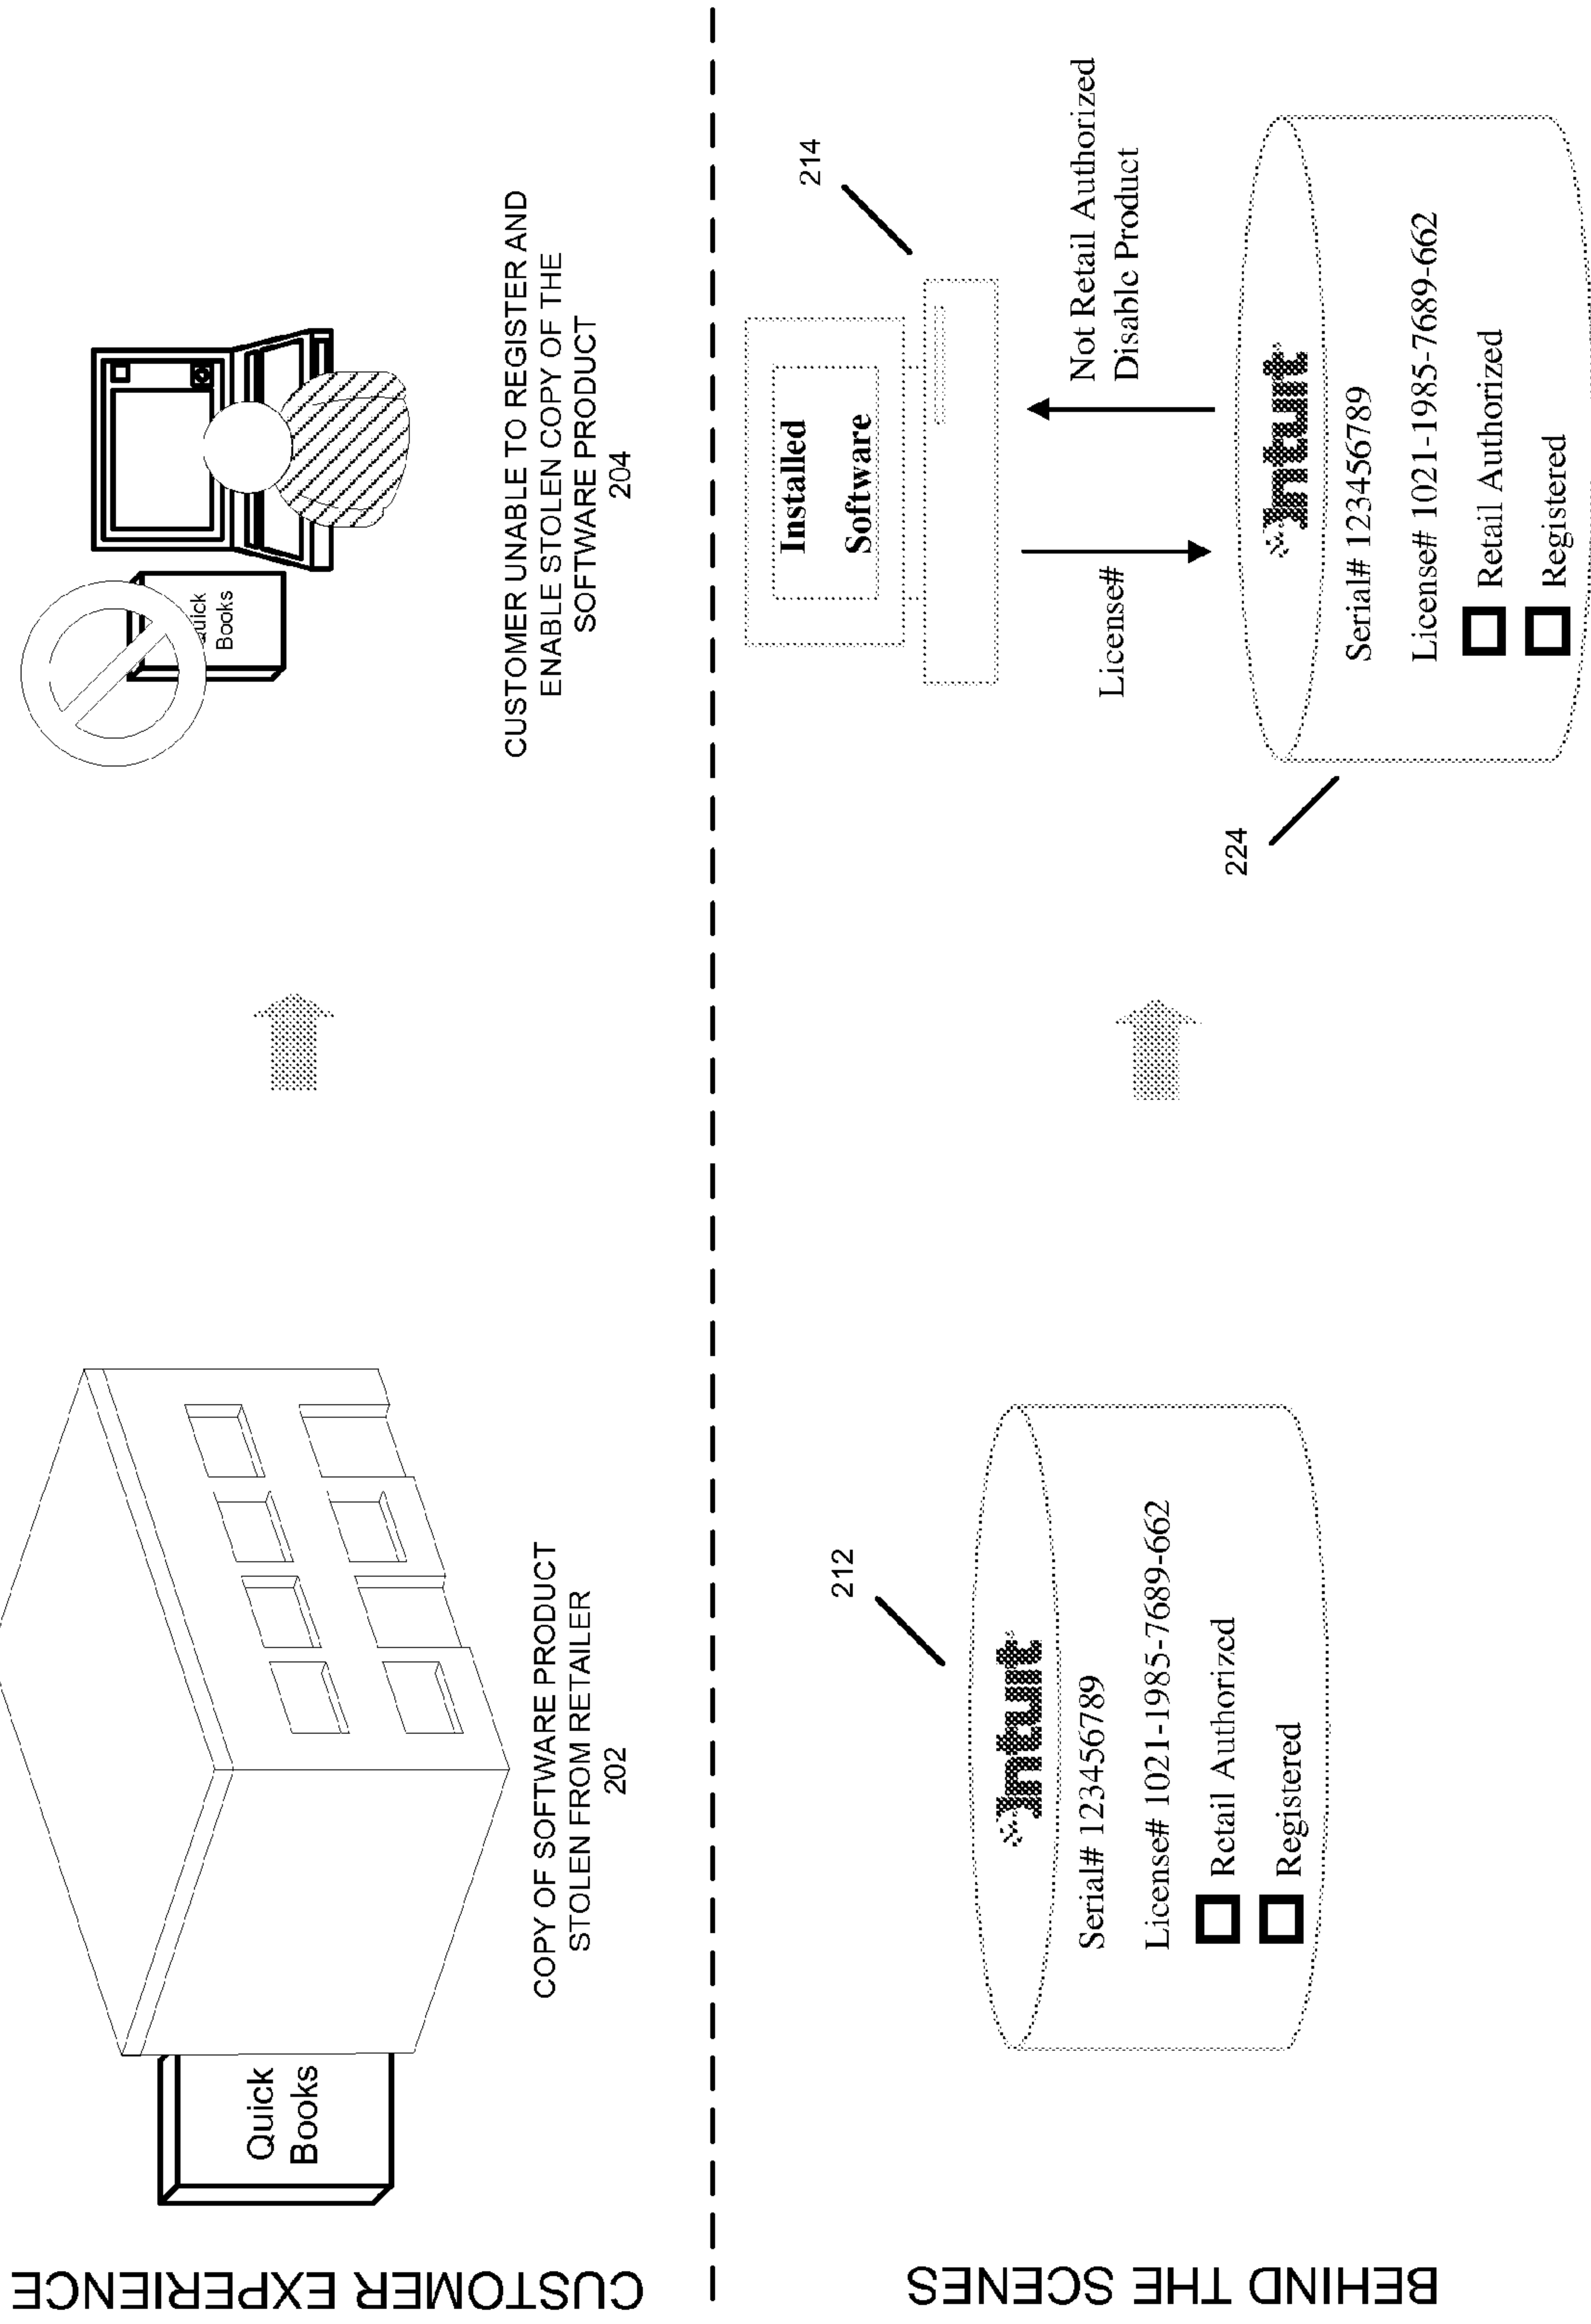 CUSTOMER EXPERIENCE
Quick
Books
COPY OF SOFTWARE PRODUCT
STOLEN FROM RETAILER
202
Quick
Books
CUSTOMER UNABLE TO REGISTER AND
ENABLE STOLEN COPY OF THE
SOFTWARE PRODUCT
204
BEHIND THE SCENES
212
Intuit
Serial# 123456789
License# 1021-1985-7689-662
Retail Authorized
Registered
214
Installed
Software
License#
Not Retail Authorized
Disable Product
224
Intuit
Serial# 123456789
License# 1021-1985-7689-662
Retail Authorized
Registered